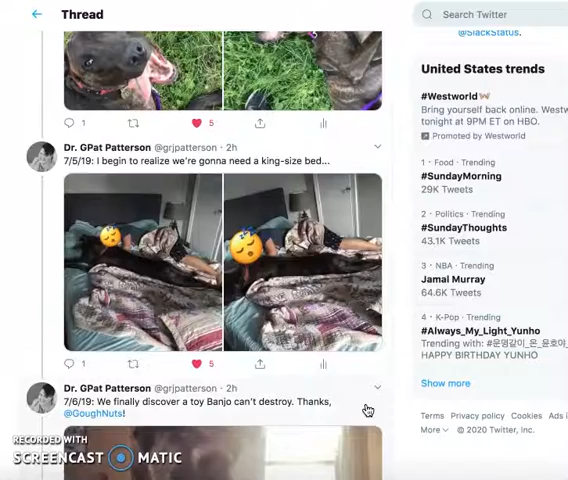 Thread
Search Twitter
@SlackStatus.
1
5
Dr. GPat Patterson @grjpatterson · 2h
7/5/19: I begin to realize we're gonna need a king-size bed...
1
5
Dr. GPat Patterson @grjpatterson · 2h
7/6/19: We finally discover a toy Banjo can't destroy. Thanks,
@GoughNuts!
RECORDED WITH
SCREENCAST MATIC
United States trends
#Westworld
Bring yourself back online.
tonight at 9PM ET on HBO.
Promoted by Westworld
1 · Food · Trending
#SundayMorning
29K Tweets
2 · Politics · Trending
#SundayThoughts
43.1K Tweets
3 · NBA · Trending
Jamal Murray
64.6K Tweets
4 · K-Pop · Trending
#Always_My_Light_Yunho
Trending with: #운명같이_온_윤호야
HAPPY BIRTHDAY YUNHO
Show more
Terms Privacy policy Cookies Ads
More © 2020 Twitter, Inc.